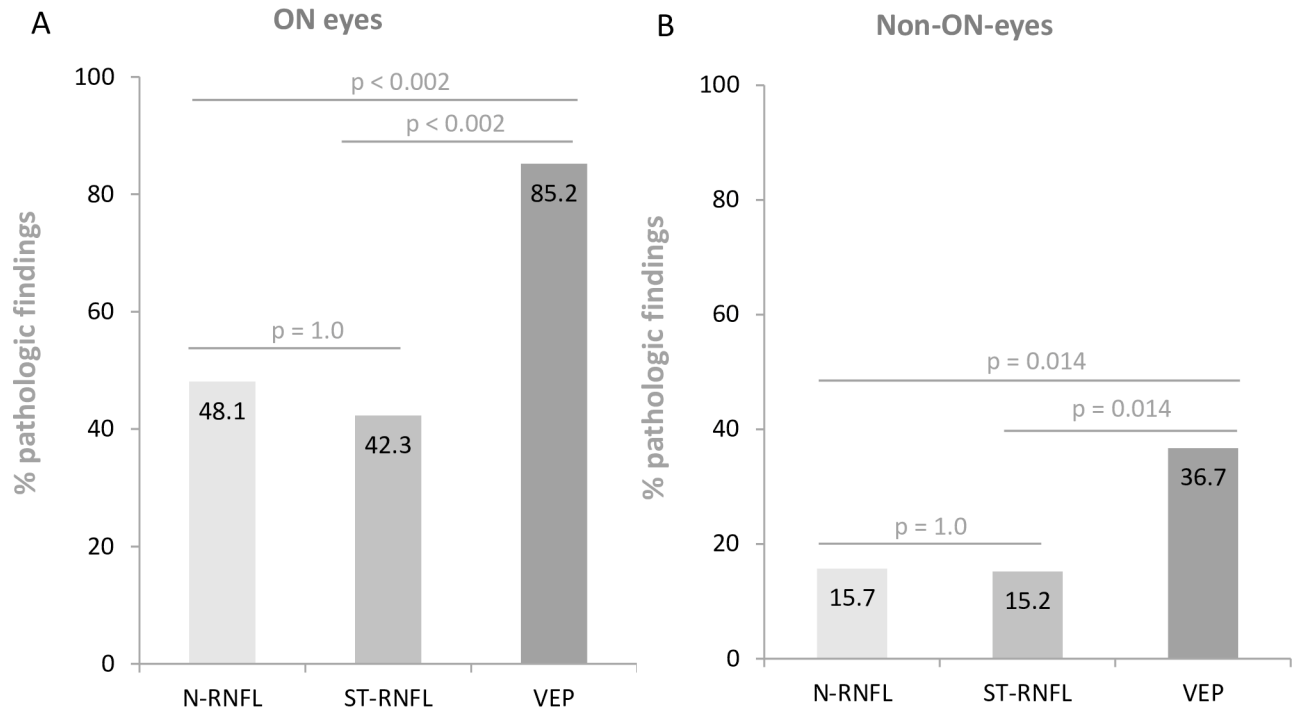 A
ON eyes
% pathologic findings
100
80
60
40
20
0
p < 0.002
p < 0.002
p = 1.0
48.1
42.3
85.2
N-RNFL
ST-RNFL
VEP
B
Non-ON-eyes
% pathologic findings
100
80
60
40
20
0
p = 0.014
p = 0.014
p = 1.0
15.7
15.2
36.7
N-RNFL
ST-RNFL
VEP